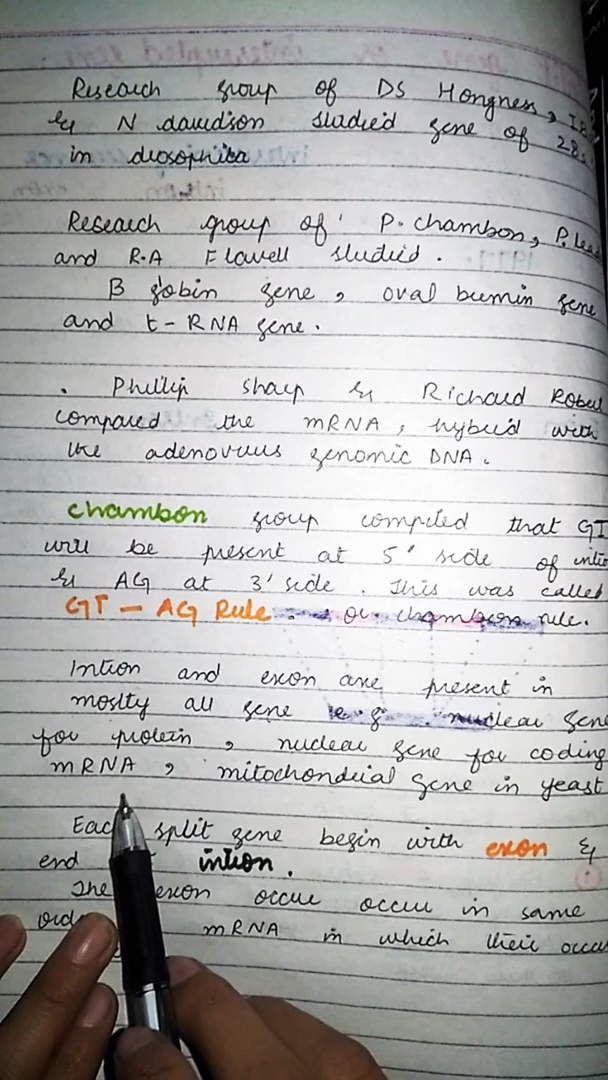 Research group of DS Hongness,
& N davidson studied gene of 28s
in drosophila
Research group of P. chambon, P.
and R.A Flavell studied.
B globin gene, oval bumin gene
and t-RNA gene.
. Phillip sharp & Richard
compared the mRNA, hybrid with
the adenovirus genomic DNA.
chambon group compiled that GT
will be present at 5' side of
& AG at 3' side. This was called
GT - AG Rule. or chambon rule.
Intron and exon are present in
moslty all gene e.g. nuclear gene
for protein, nuclear gene for coding
mRNA, mitochondrial gene in yeast
Each split gene begin with exon &
end intron.
The exon occur occur in same
mRNA in which their occur